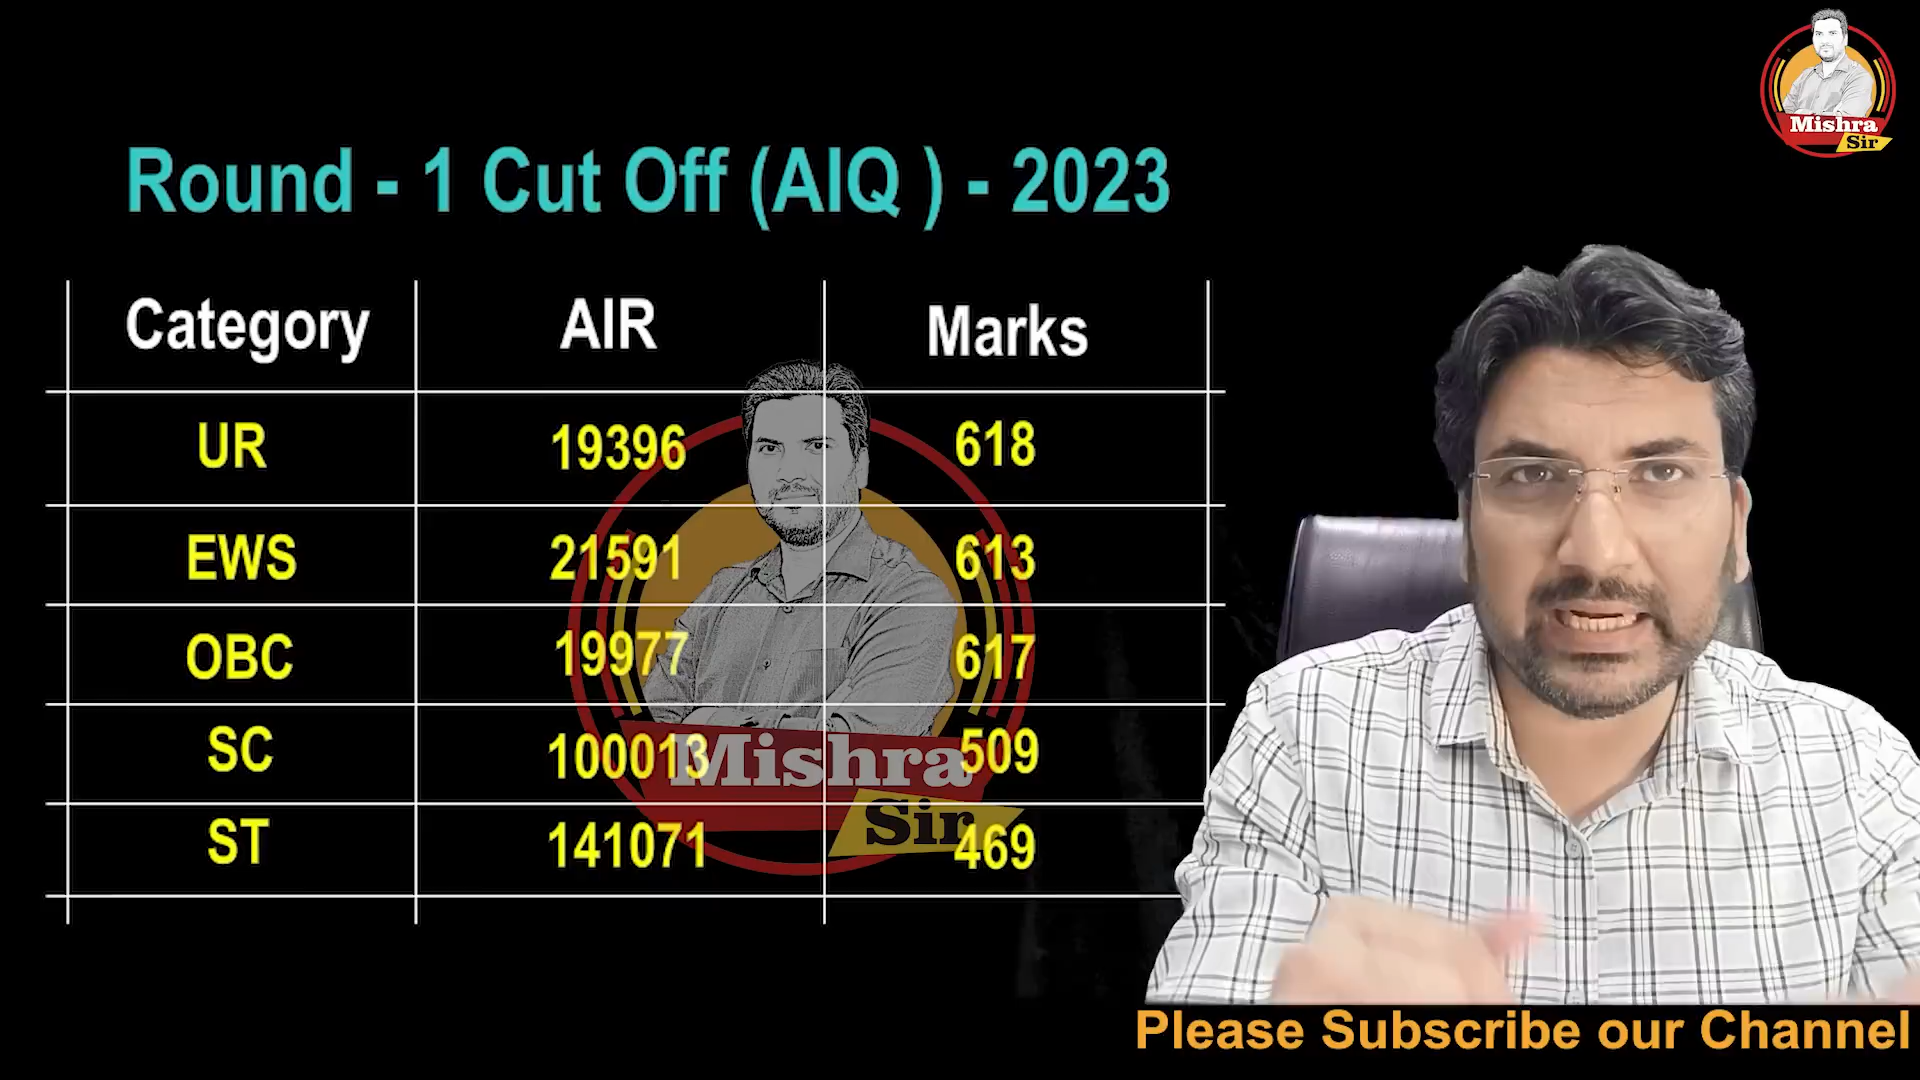 Mishra
Sir
Round - 1 Cut Off (AIQ ) - 2023
Category AIR Marks
UR 19396 618
EWS 21591 613
OBC 19977 617
SC 100013 509
ST 141071 469
Mishra
Sir
Please Subscribe our Channel